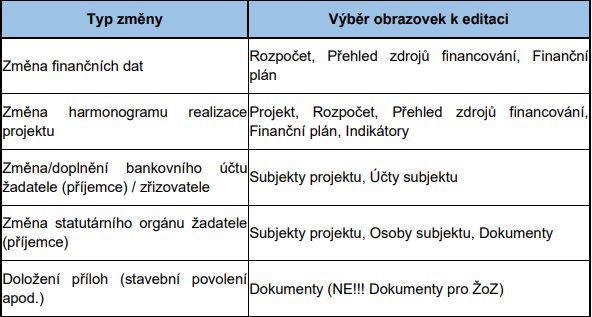 Typ změny
Výběr obrazovek k editaci
Změna finančních dat
Rozpočet, Přehled zdrojů financování, Finanční
plán
Změna harmonogramu realizace
projektu
Projekt, Rozpočet, Přehled zdrojů financování,
Finanční plán, Indikátory
Změna/doplnění bankovního účtu
žadatele (příjemce) / zřizovatele
Subjekty projektu, Účty subjektu
Změna statutárního orgánu žadatele
(příjemce)
Subjekty projektu, Osoby subjektu, Dokumenty
Doložení příloh (stavební povolení
apod.)
Dokumenty (NE!!! Dokumenty pro ŽoZ)